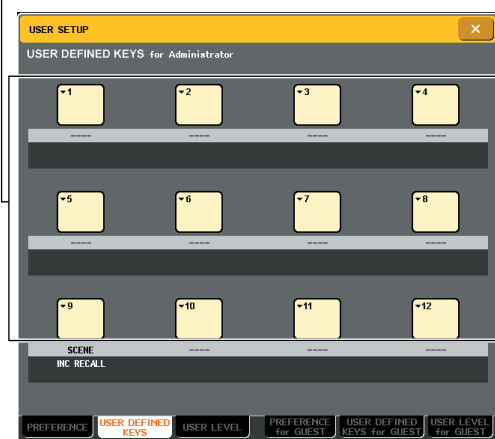 USER SETUP
×
USER DEFINED KEYS for Administrator
▾1 ▾2 ▾3 ▾4
---- ---- ---- ----
▾5 ▾6 ▾7 ▾8
---- ---- ---- ----
▾9 ▾10 ▾11 ▾12
SCENE ---- ---- ----
INC RECALL
PREFERENCE
USER DEFINED
KEYS
USER LEVEL
PREFERENCE
for GUEST
USER DEFINED
KEYS for GUEST
USER LEVEL
for GUEST